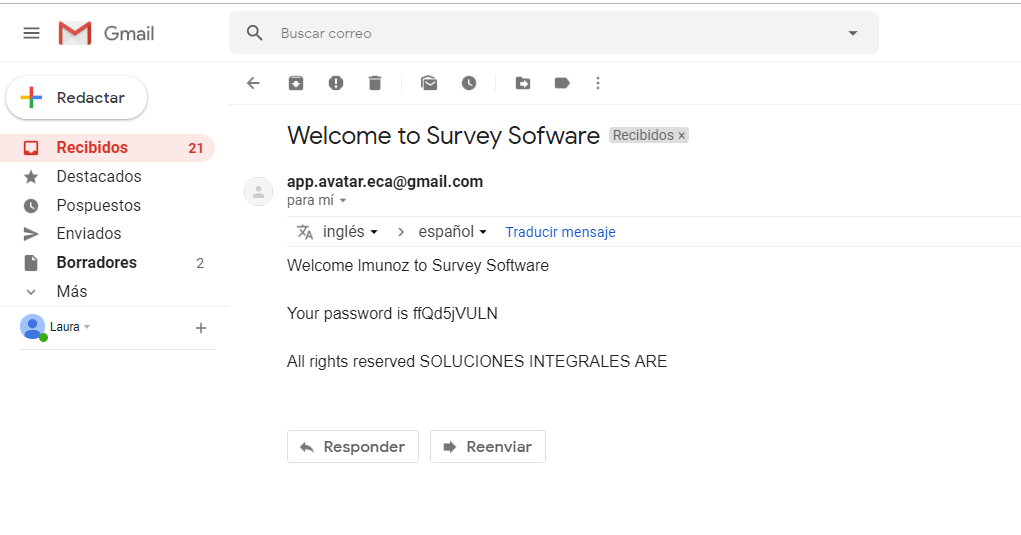 Gmail
Buscar correo
Redactar
Recibidos 21
Destacados
Pospuestos
Enviados
Borradores 2
Más
Laura
Welcome to Survey Sofware Recibidos ×
app.avatar.eca@gmail.com
para mí
inglés > español Traducir mensaje
Welcome lmunoz to Survey Software
Your password is ffQd5jVULN
All rights reserved SOLUCIONES INTEGRALES ARE
Responder Reenviar